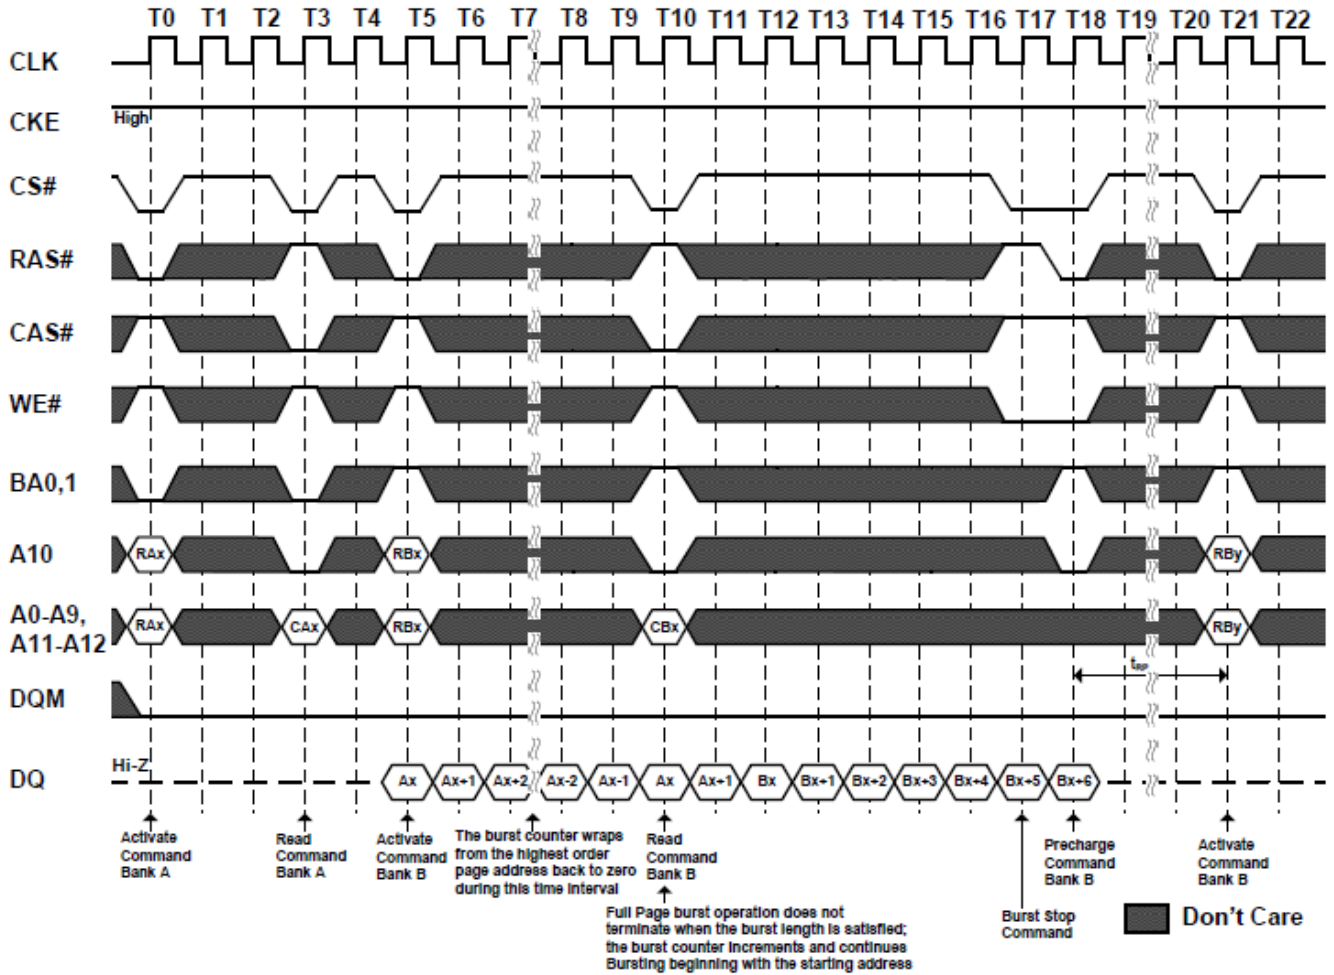 T0 T1 T2 T3 T4 T5 T6 T7 T8 T9 T10 T11 T12 T13 T14 T15 T16 T17 T18 T19 T20 T21 T22
CLK
CKE
High
CS#
RAS#
CAS#
WE#
BA0,1
A10
RAx
RBx
RBy
A0-A9,
A11-A12
RAx
CAx
RBx
CBx
RBy
tRP
DQM
DQ
Hi-Z
Ax
Ax+1
Ax+2
Ax-2
Ax-1
Ax
Ax+1
Bx
Bx+1
Bx+2
Bx+3
Bx+4
Bx+5
Bx+6
Activate
Command
Bank A
Read
Command
Bank A
Activate
Command
Bank B
The burst counter wraps
from the highest order
page address back to zero
during this time interval
Read
Command
Bank B
Full Page burst operation does not
terminate when the burst length is satisfied;
the burst counter increments and continues
Bursting beginning with the starting address
Burst Stop
Command
Precharge
Command
Bank B
Activate
Command
Bank B
Don't Care